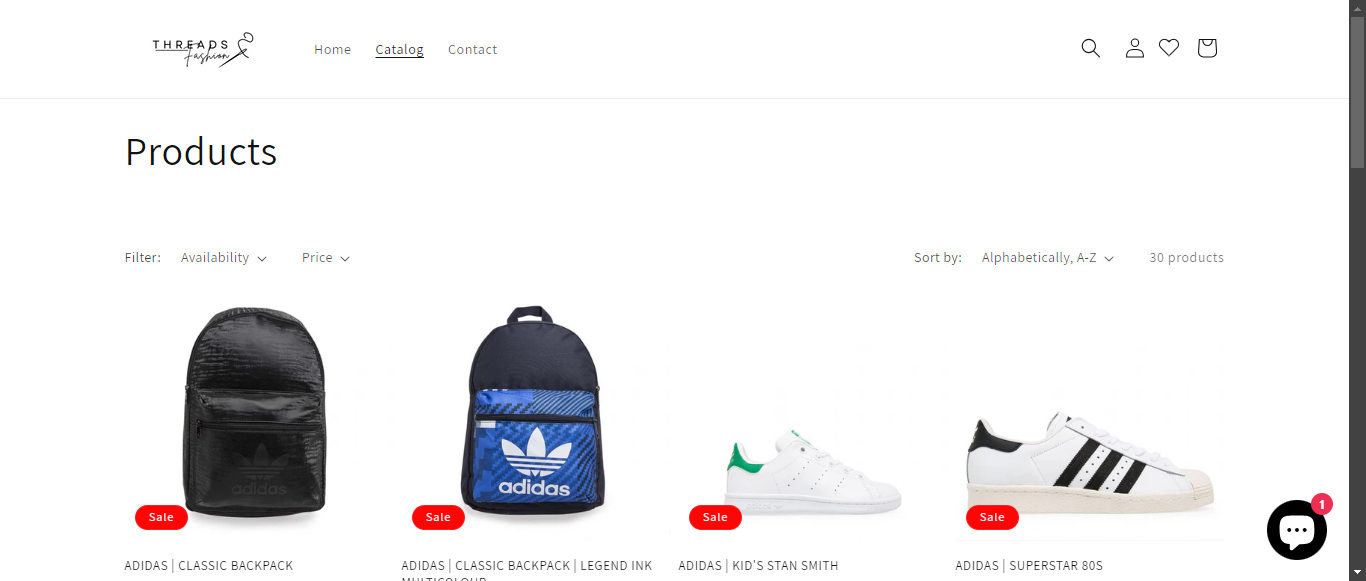 THREADS
Fashion
Home Catalog Contact
Products
Filter: Availability Price Sort by: Alphabetically, A-Z 30 products
adidas
adidas
Sale Sale Sale Sale
1
ADIDAS | CLASSIC BACKPACK ADIDAS | CLASSIC BACKPACK | LEGEND INK ADIDAS | KID'S STAN SMITH ADIDAS | SUPERSTAR 80S
MULTICOLOUR